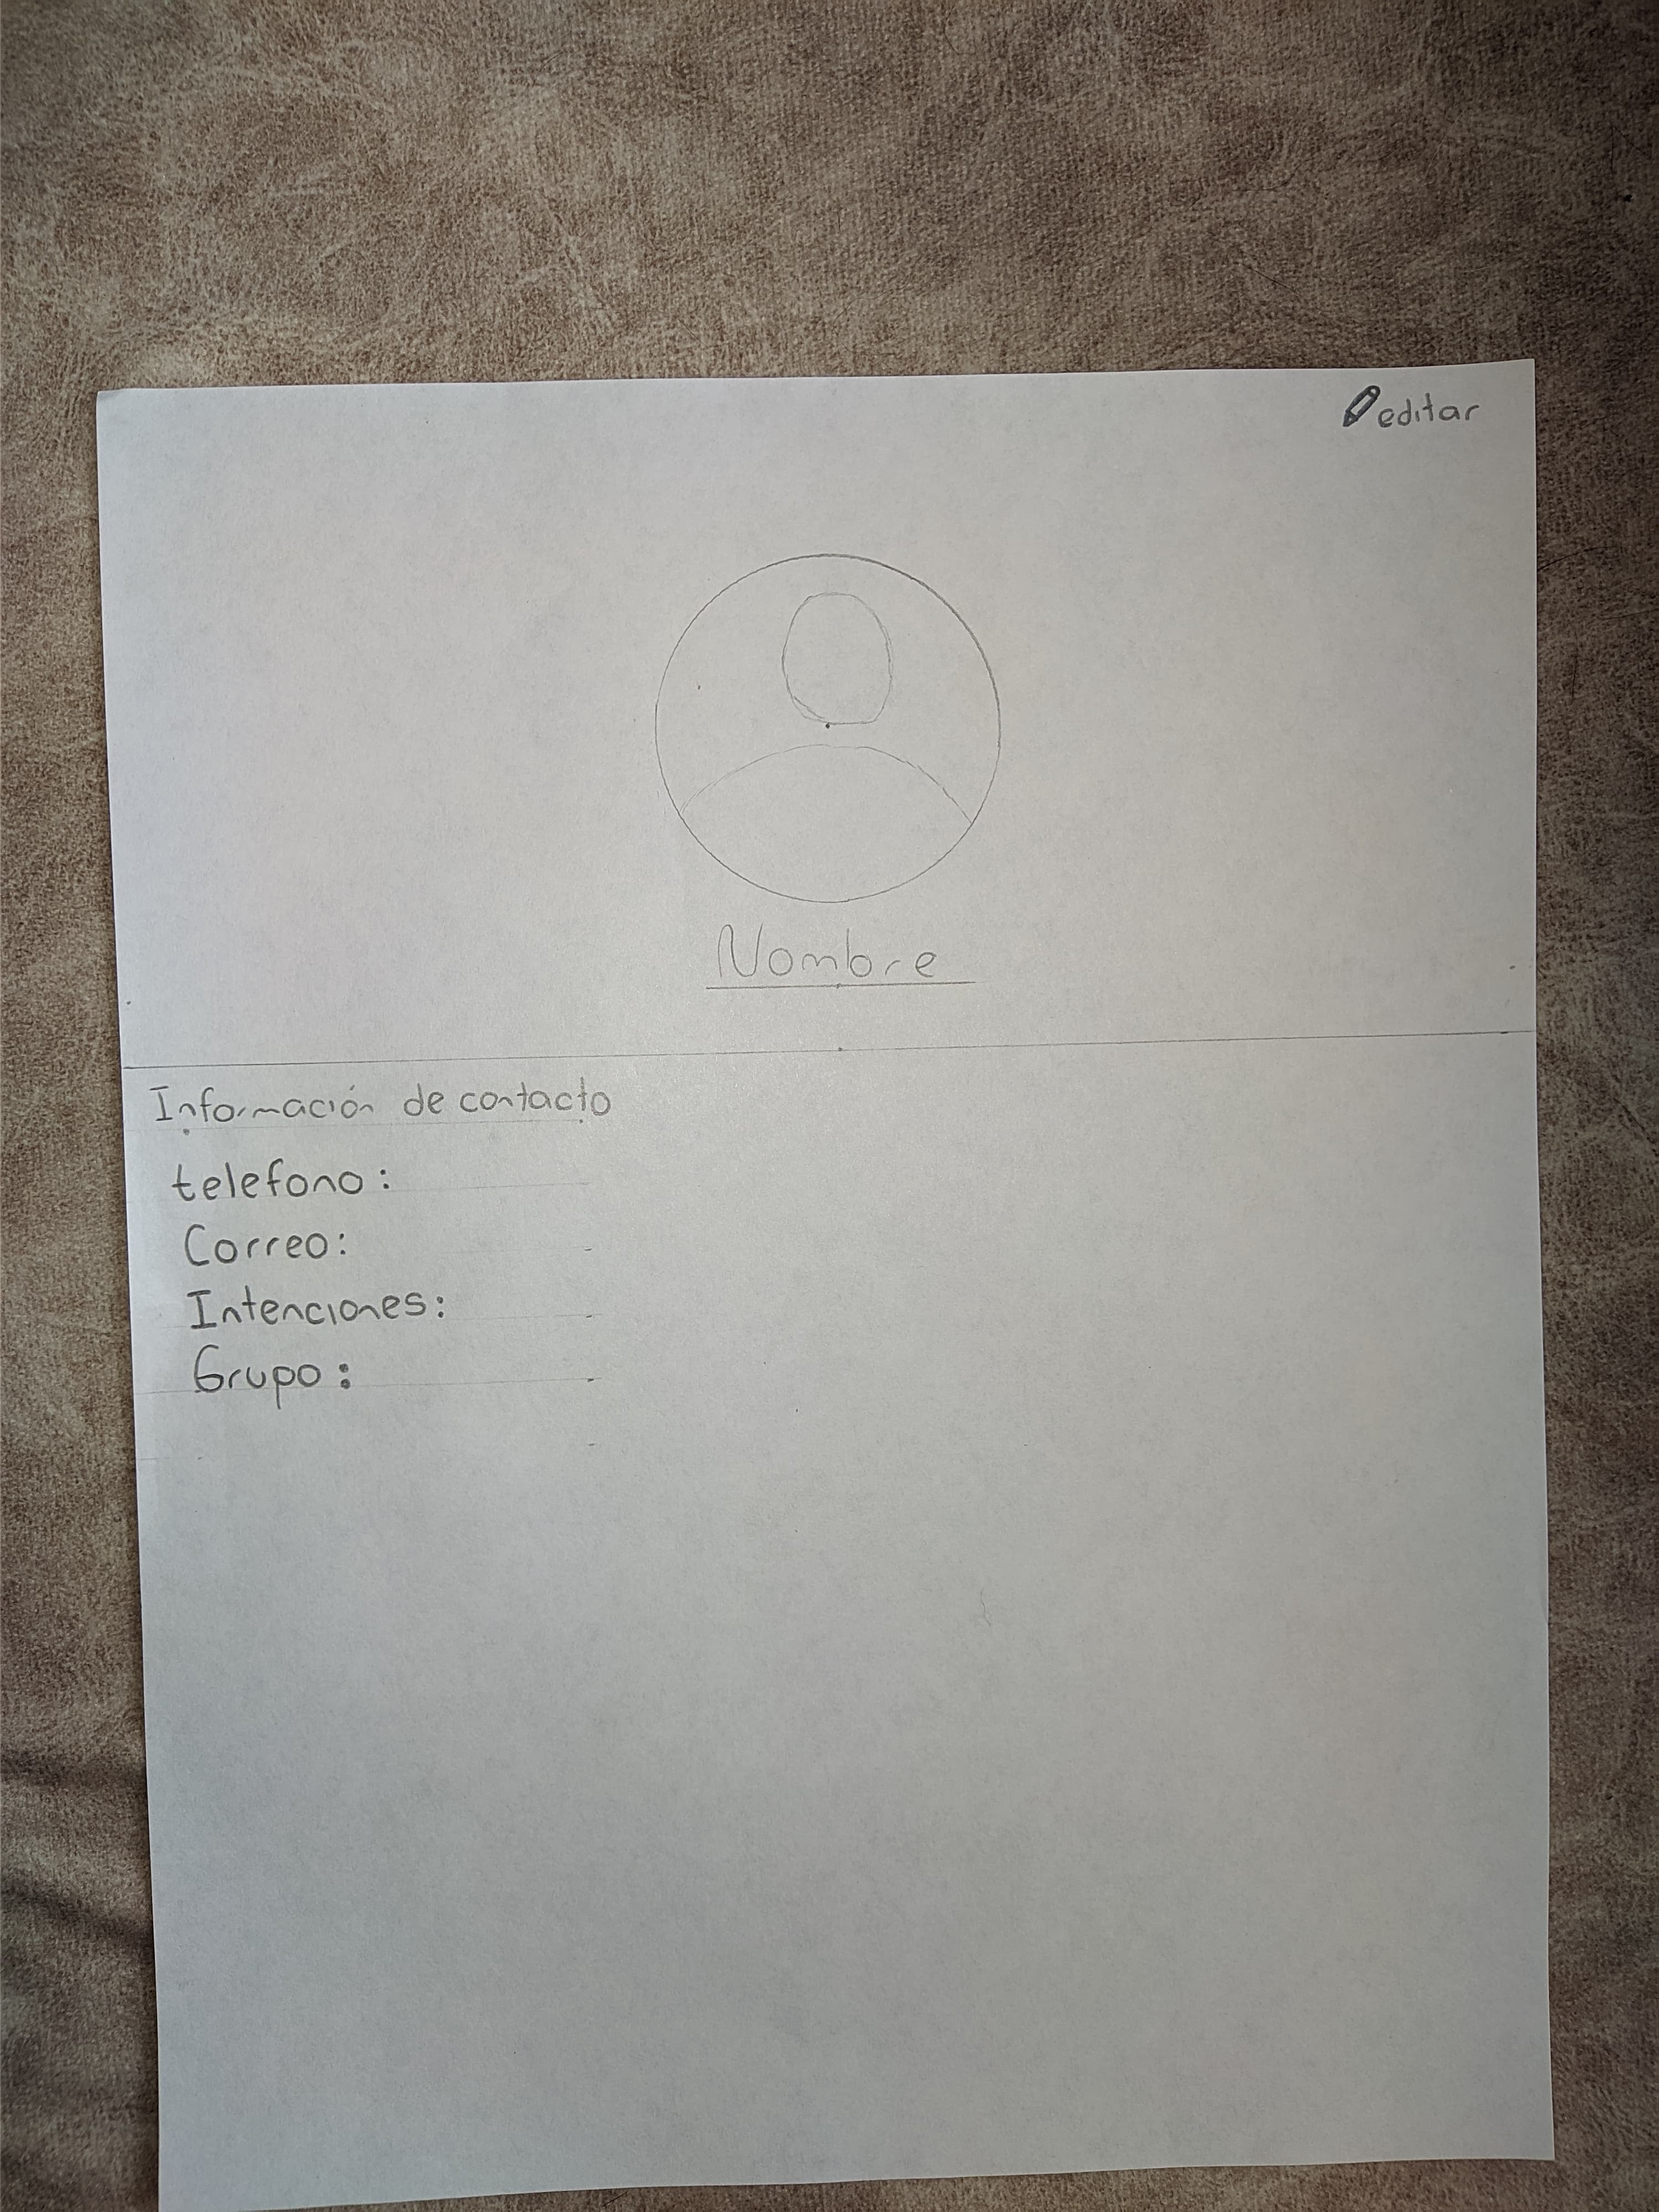 editar
Nombre
Información de contacto
telefono:
Correo:
Intenciones:
Grupo: